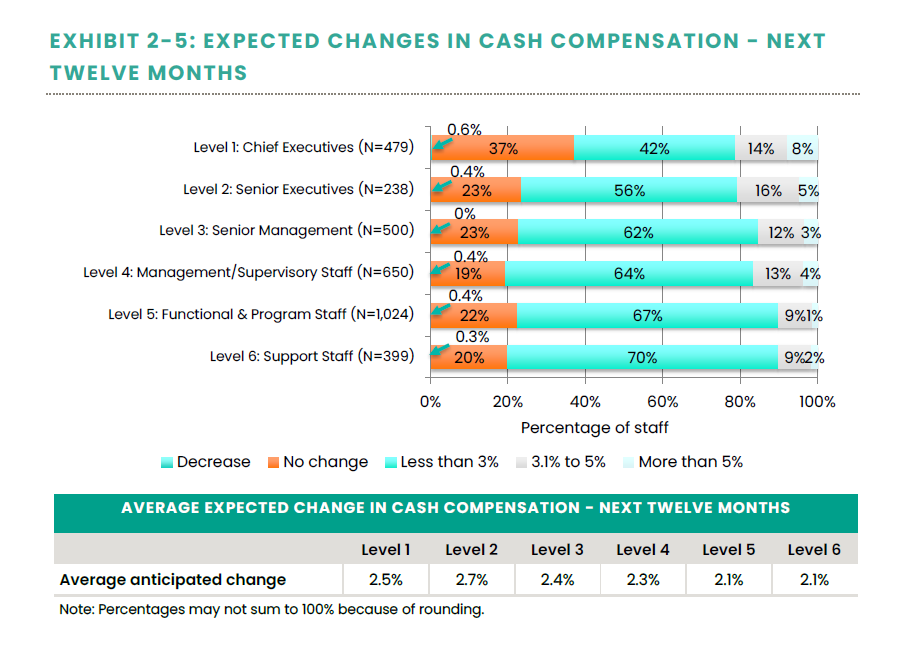 EXHIBIT 2-5: EXPECTED CHANGES IN CASH COMPENSATION - NEXT
TWELVE MONTHS
0.6%
Level 1: Chief Executives (N=479) 37% 42% 14% 8%
0.4%
Level 2: Senior Executives (N=238) 23% 56% 16% 5%
0%
Level 3: Senior Management (N=500) 23% 62% 12% 3%
0.4%
Level 4: Management/Supervisory Staff (N=650) 19% 64% 13% 4%
0.4%
Level 5: Functional & Program Staff (N=1,024) 22% 67% 9% 1%
0.3%
Level 6: Support Staff (N=399) 20% 70% 9% 2%
0% 20% 40% 60% 80% 100%
Percentage of staff
Decrease No change Less than 3% 3.1% to 5% More than 5%
AVERAGE EXPECTED CHANGE IN CASH COMPENSATION - NEXT TWELVE MONTHS
Level 1 Level 2 Level 3 Level 4 Level 5 Level 6
Average anticipated change 2.5% 2.7% 2.4% 2.3% 2.1% 2.1%
Note: Percentages may not sum to 100% because of rounding.